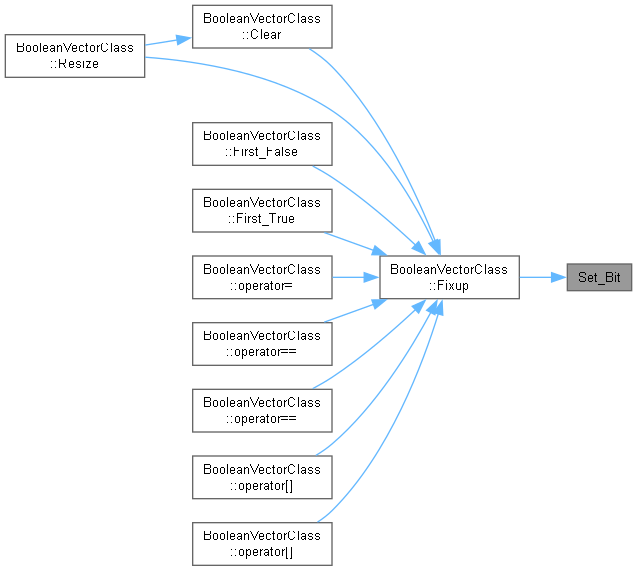 BooleanVectorClass
::Resize
BooleanVectorClass
::Clear
BooleanVectorClass
::First_False
BooleanVectorClass
::First_True
BooleanVectorClass
::operator=
BooleanVectorClass
::operator==
BooleanVectorClass
::operator==
BooleanVectorClass
::operator[]
BooleanVectorClass
::operator[]
BooleanVectorClass
::Fixup
Set_Bit